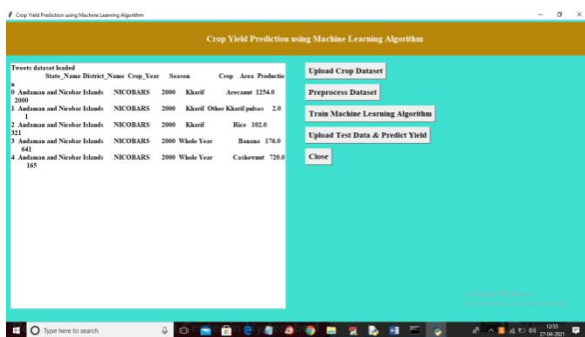 Crop Yield Prediction using Machine Learning Algorithm
Crop Yield Prediction using Machine Learning Algorithm
Tweets dataset loaded
State_Name District_Name Crop_Year Season Crop Area Productio
n
0 Andaman and Nicobar Islands NICOBARS 2000 Kharif Arecanut 1254.0
2000
1 Andaman and Nicobar Islands NICOBARS 2000 Kharif Other Kharif pulses 2.0
1
2 Andaman and Nicobar Islands NICOBARS 2000 Kharif Rice 102.0
321
3 Andaman and Nicobar Islands NICOBARS 2000 Whole Year Banana 176.0
641
4 Andaman and Nicobar Islands NICOBARS 2000 Whole Year Cashewnut 720.0
165
Upload Crop Dataset
Preprocess Dataset
Train Machine Learning Algorithm
Upload Test Data & Predict Yield
Close
Type here to search
12:55
27-04-2021